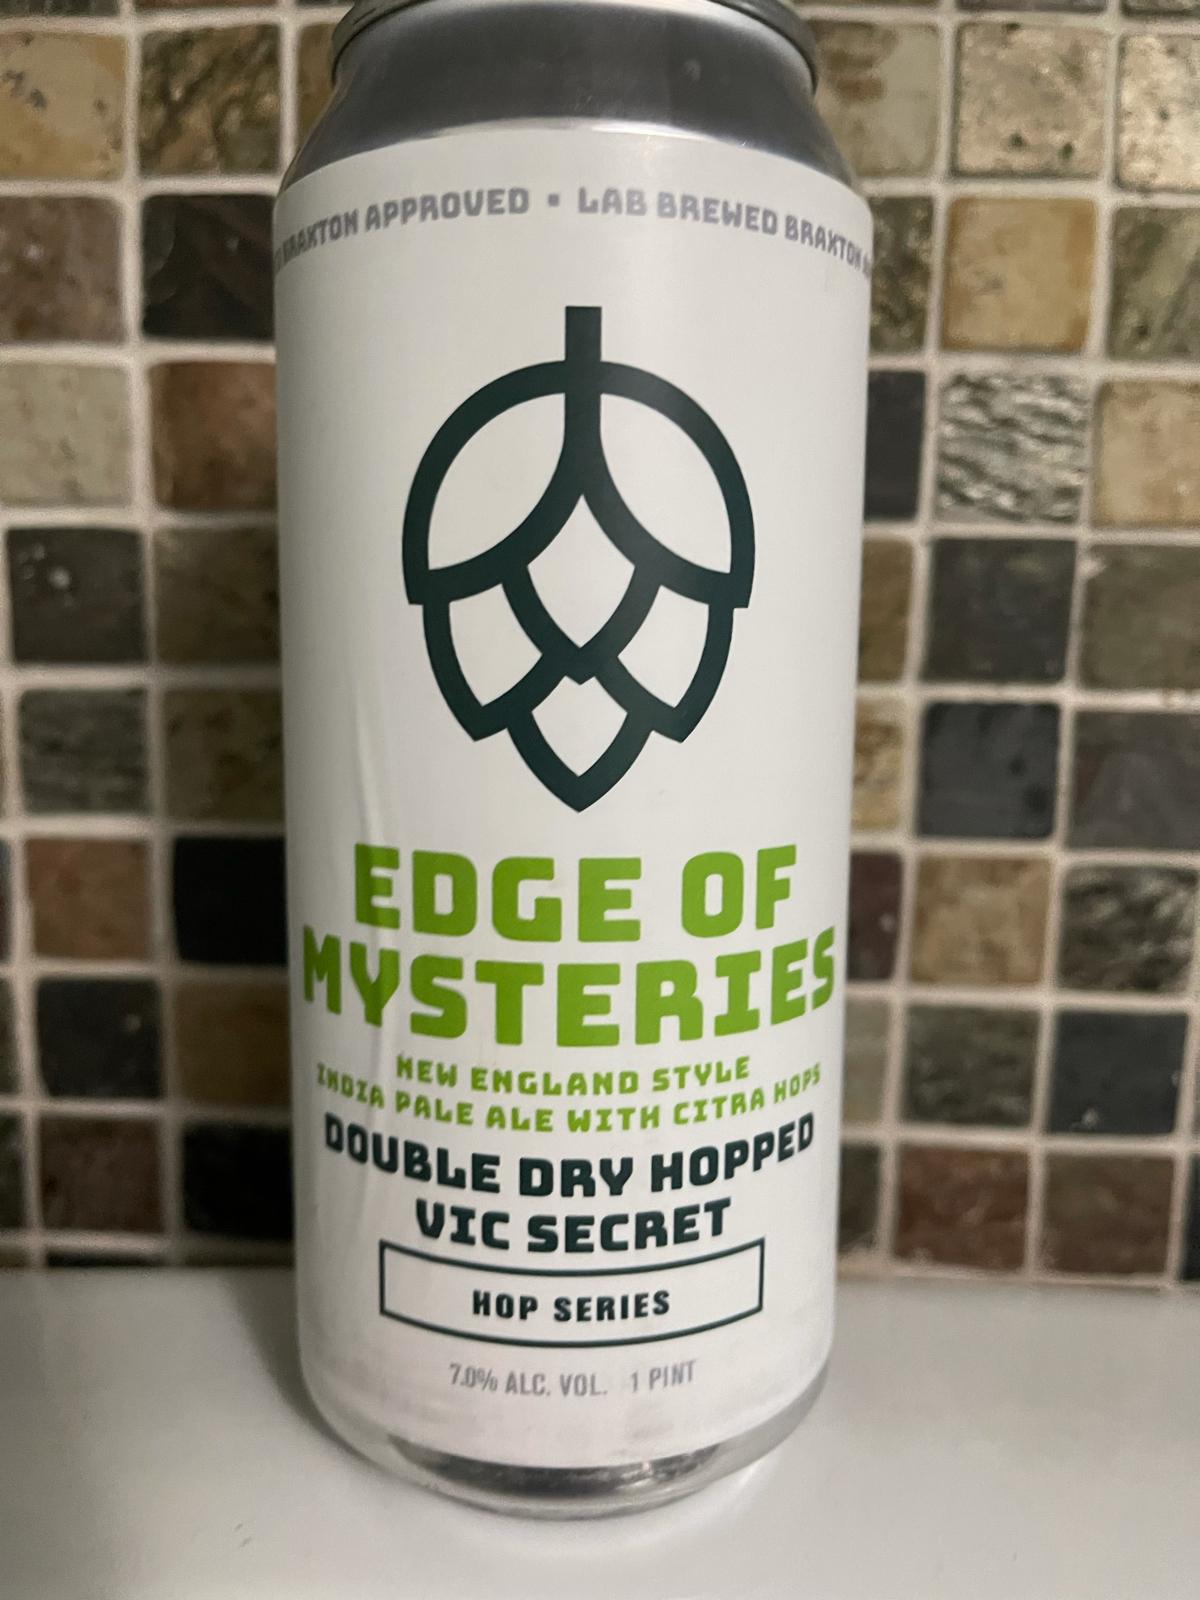 BRAXTON APPROVED ▪ LAB BREWED BRAXTON
EDGE OF
MYSTERIES
NEW ENGLAND STYLE
INDIA PALE ALE WITH CITRA HOPS
DOUBLE DRY HOPPED
VIC SECRET
HOP SERIES
7.0% ALC. VOL. 1 PINT